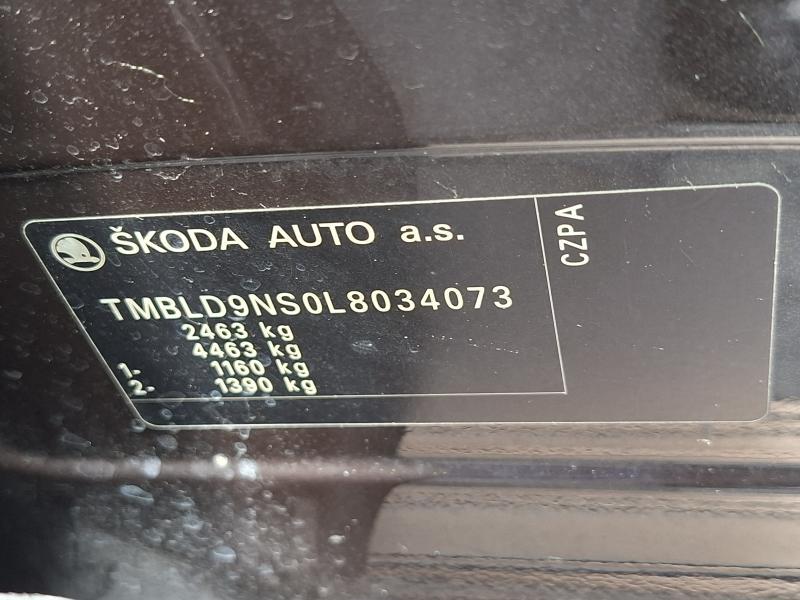 ŠKODA AUTO a.s.
TMBLD9NS0L8034073
2463 kg
4463 kg
1- 1160 kg
2- 1390 kg
CZPA